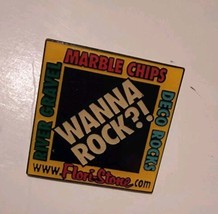 MARBLE CHIPS
RIVER GRAVEL
DECO ROCKS
WANNA
ROCK?!
www.Flori-Stone.com